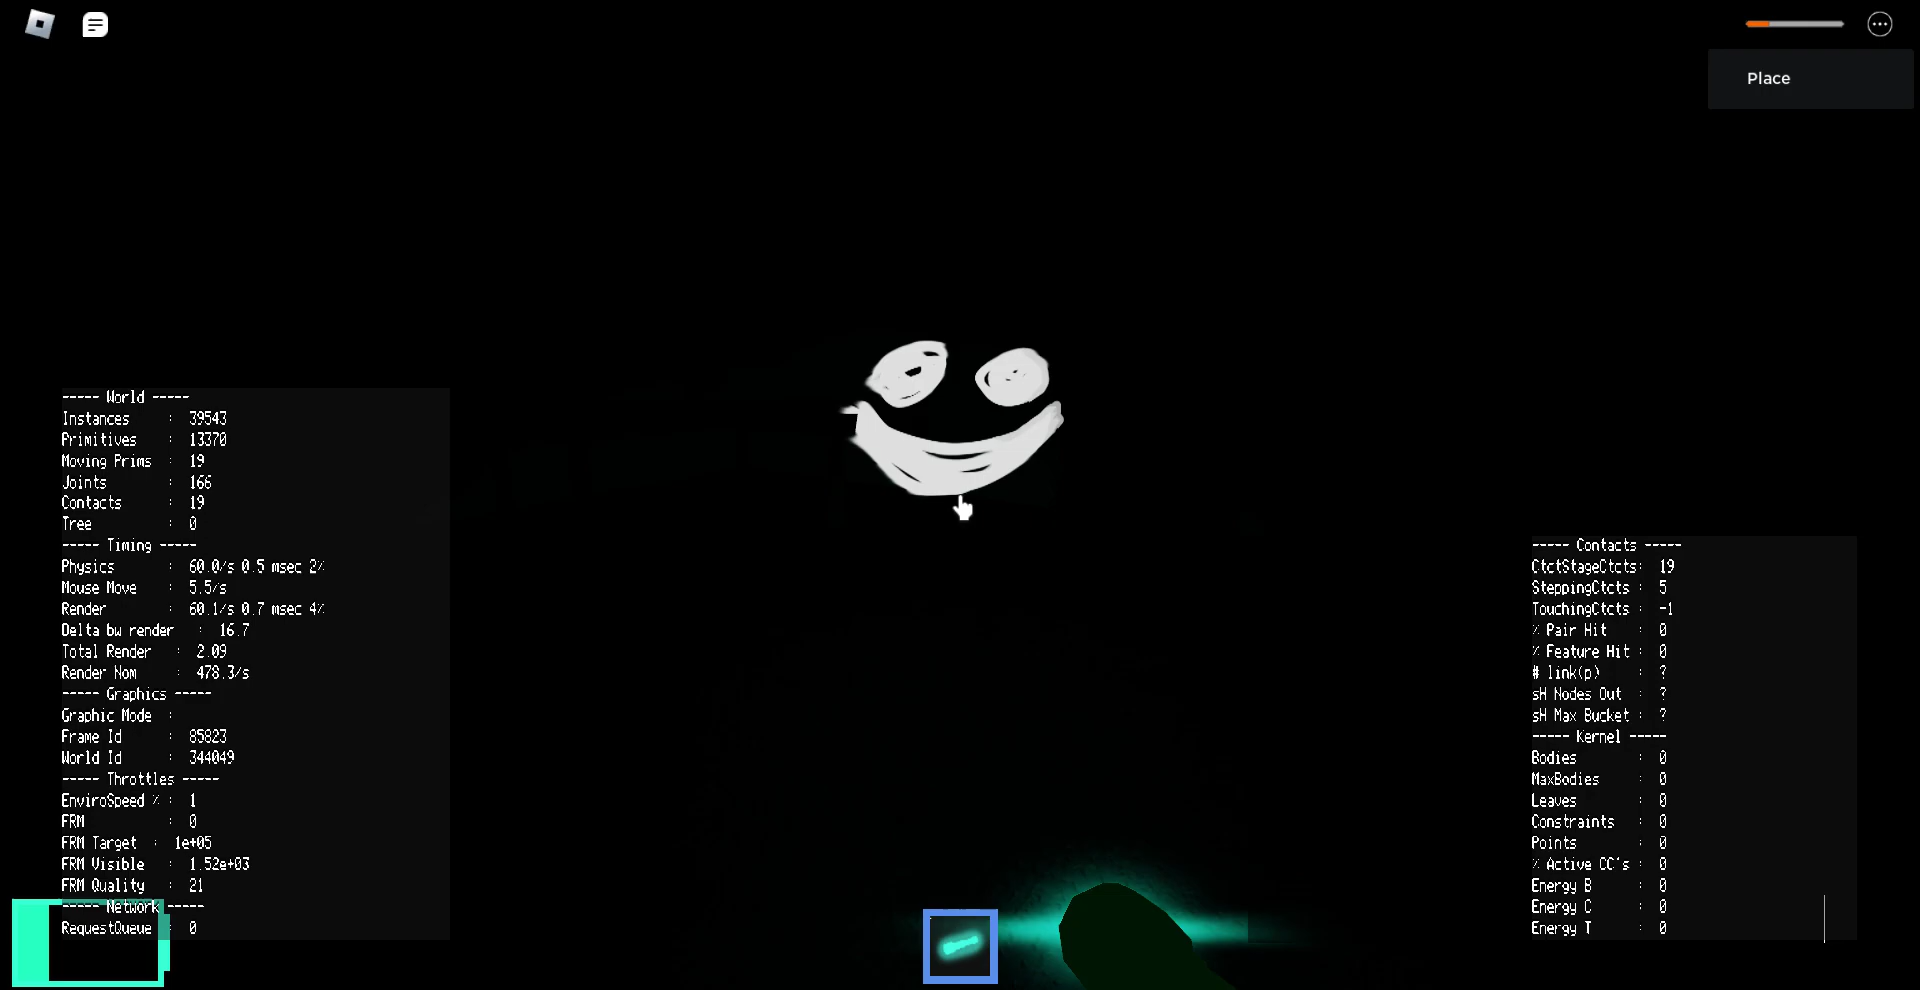 Place
----- World -----
Instances : 39543
Primitives : 13370
Moving Prims : 19
Joints : 166
Contacts : 19
Tree : 0
----- Timing -----
Physics : 60.0/s 0.5 msec 2%
Mouse Move : 5.5/s
Render : 60.1/s 0.7 msec 4%
Delta bw render : 16.7
Total Render : 2.09
Render Nom : 478.3/s
----- Graphics -----
Graphic Mode :
Frame Id : 85823
World Id : 344049
----- Throttles -----
EnviroSpeed % : 1
FRM : 0
FRM Target : 1e+05
FRM Visible : 1.52e+03
FRM Quality : 21
----- Network -----
RequestQueue : 0
----- Contacts -----
CtctStageCtcts: 19
SteppingCtcts : 5
TouchingCtcts : -1
% Pair Hit : 0
% Feature Hit : 0
# link(p) : ?
sH Nodes Out : ?
sH Max Bucket : ?
----- Kernel -----
Bodies : 0
MaxBodies : 0
Leaves : 0
Constraints : 0
Points : 0
% Active CC's : 0
Energy B : 0
Energy C : 0
Energy T : 0